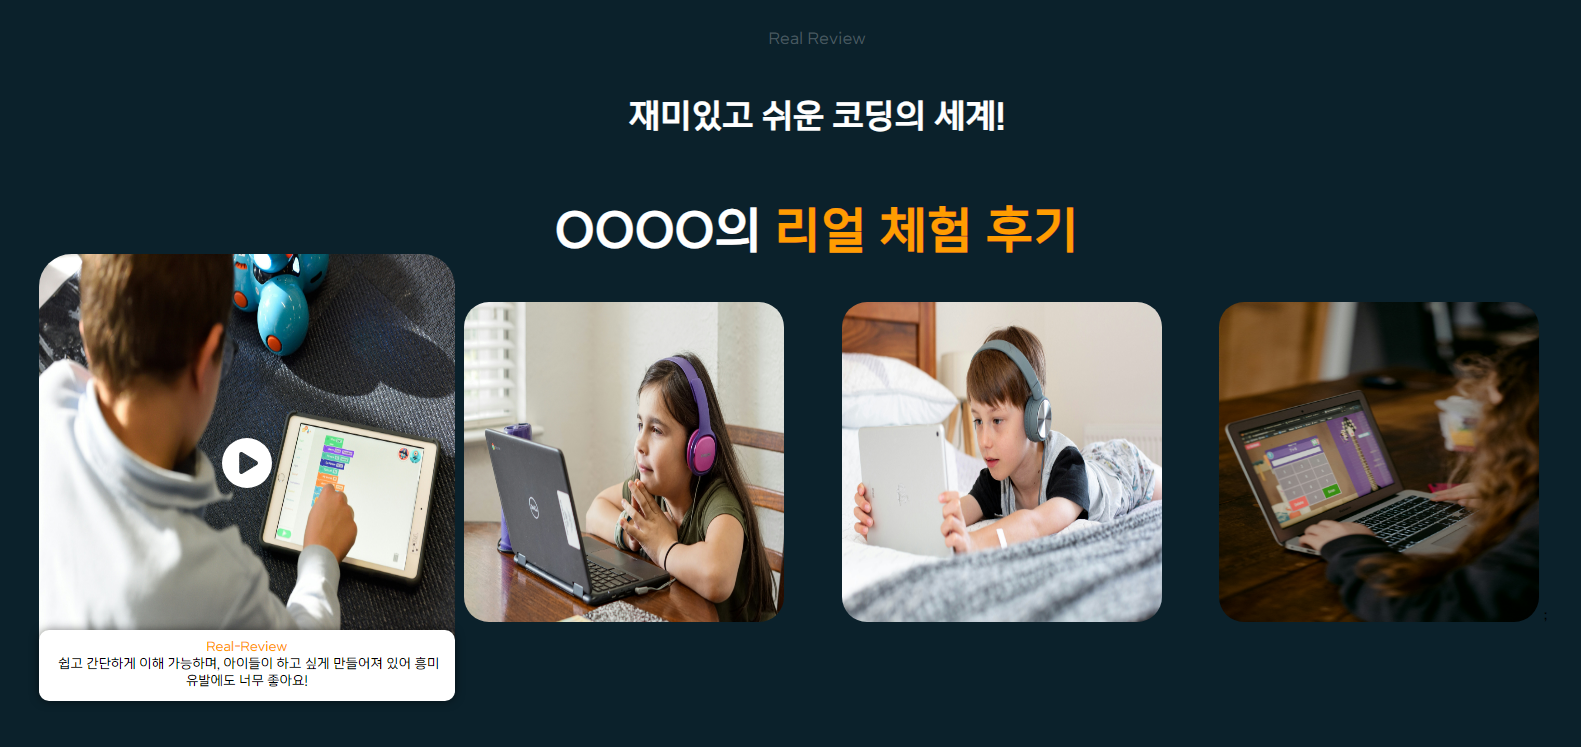 Real Review
재미있고 쉬운 코딩의 세계!
OOOO의 리얼 체험 후기
Real-Review
쉽고 간단하게 이해 가능하며, 아이들이 하고 싶게 만들어져 있어 흥미
유발에도 너무 좋아요!